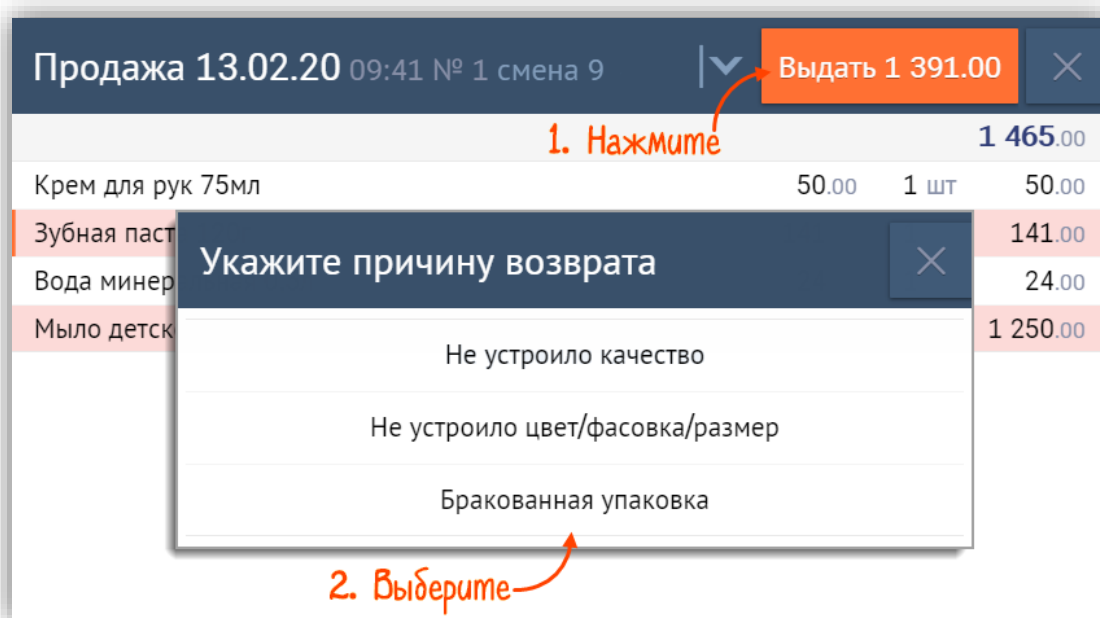 Продажа 13.02.20 09:41 № 1 смена 9 Выдать 1 391.00
1. Нажмите
1 465.00
Крем для рук 75мл 50.00 1 шт 50.00
Зубная паст 141.00
Укажите причину возврата
Вода минер 24.00
Мыло детск 1 250.00
Не устроило качество
Не устроило цвет/фасовка/размер
Бракованная упаковка
2. Выберите